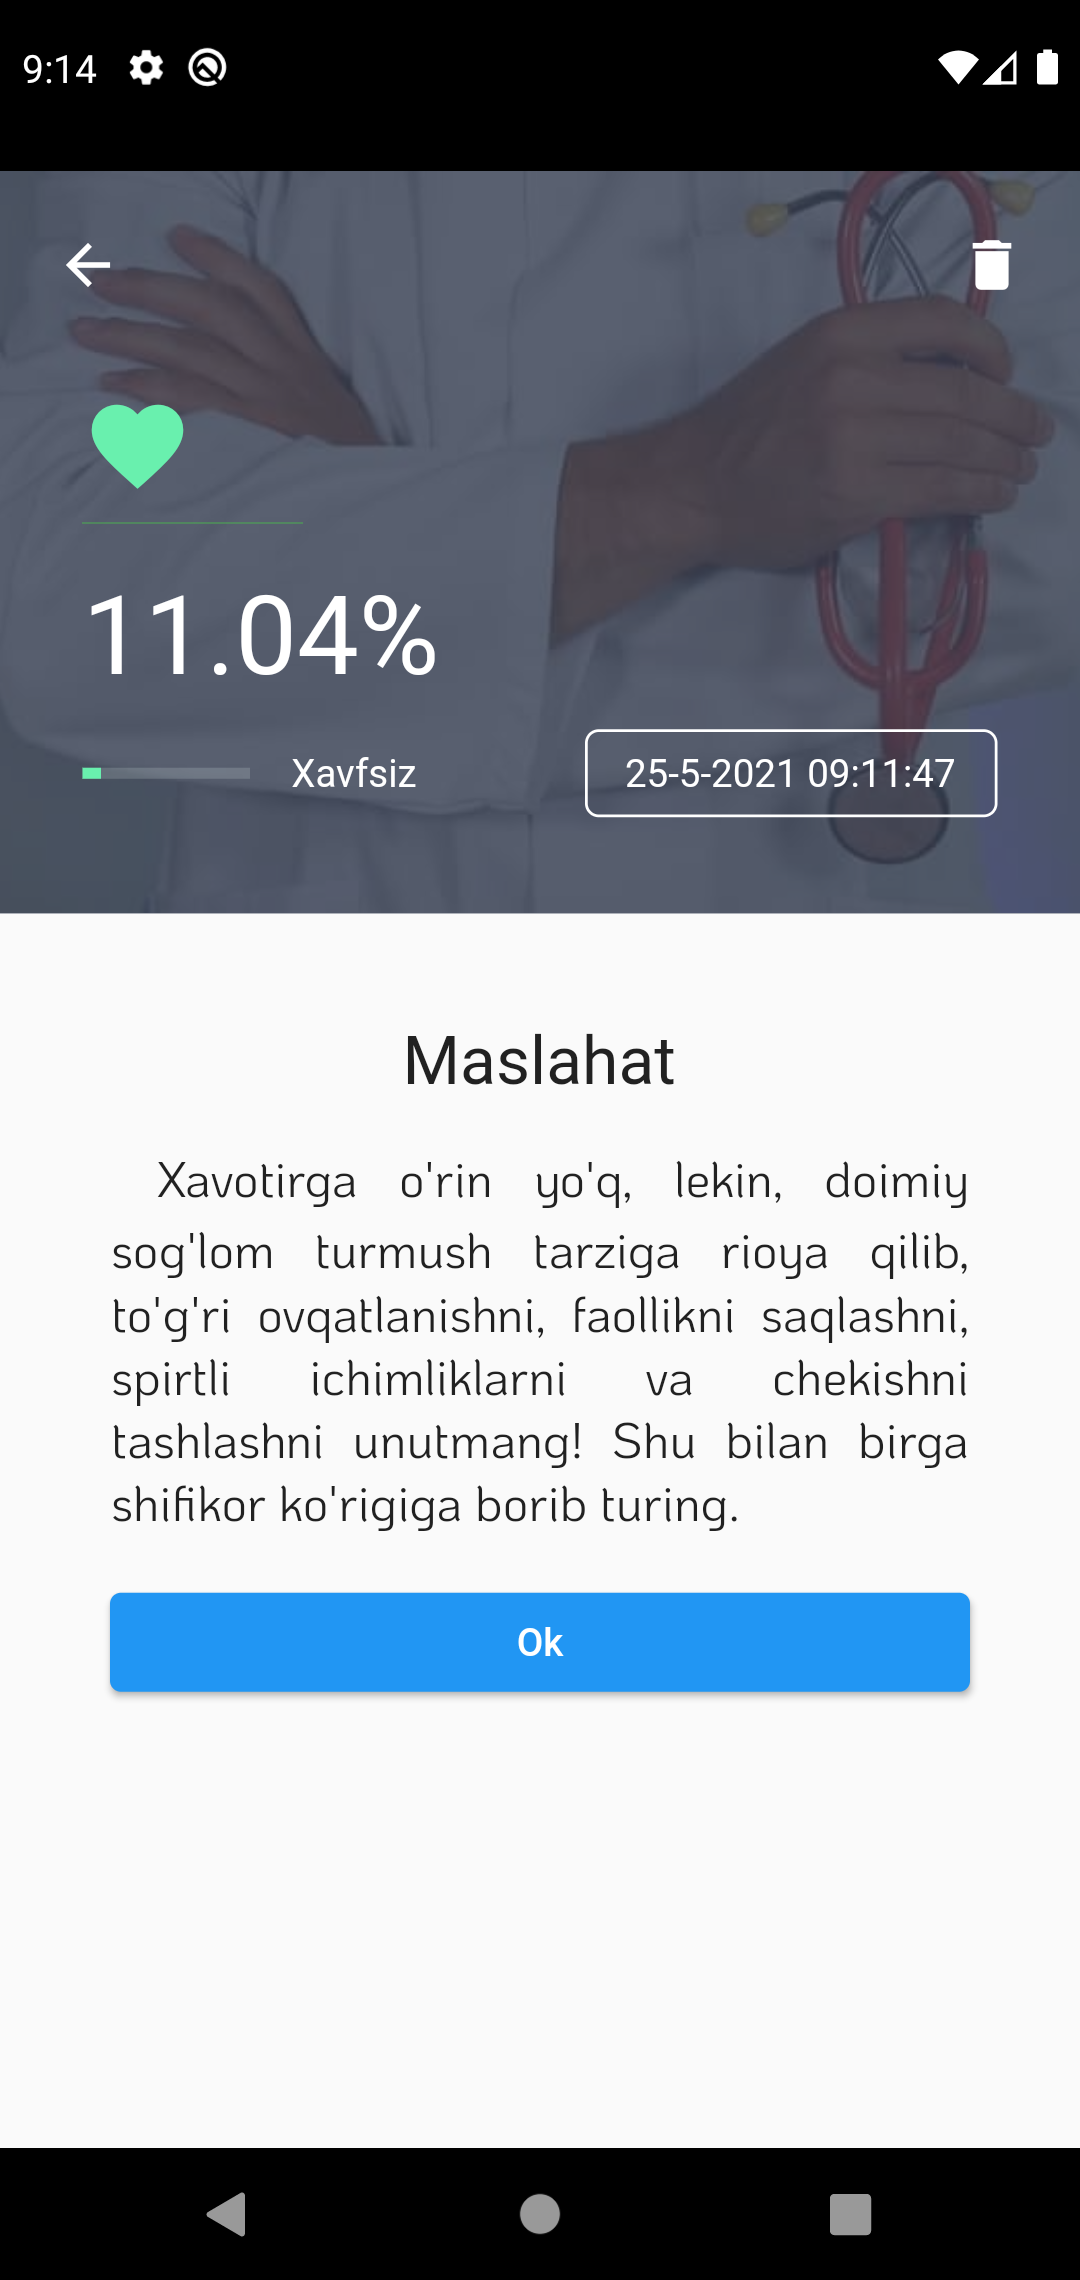 9:14
11.04%
Xavfsiz
25-5-2021 09:11:47
Maslahat
Xavotirga o'rin yo'q, lekin, doimiy
sog'lom turmush tarziga rioya qilib,
to'g'ri ovqatlanishni, faollikni saqlashni,
spirtli ichimliklarni va chekishni
tashlashni unutmang! Shu bilan birga
shifikor ko'rigiga borib turing.
Ok